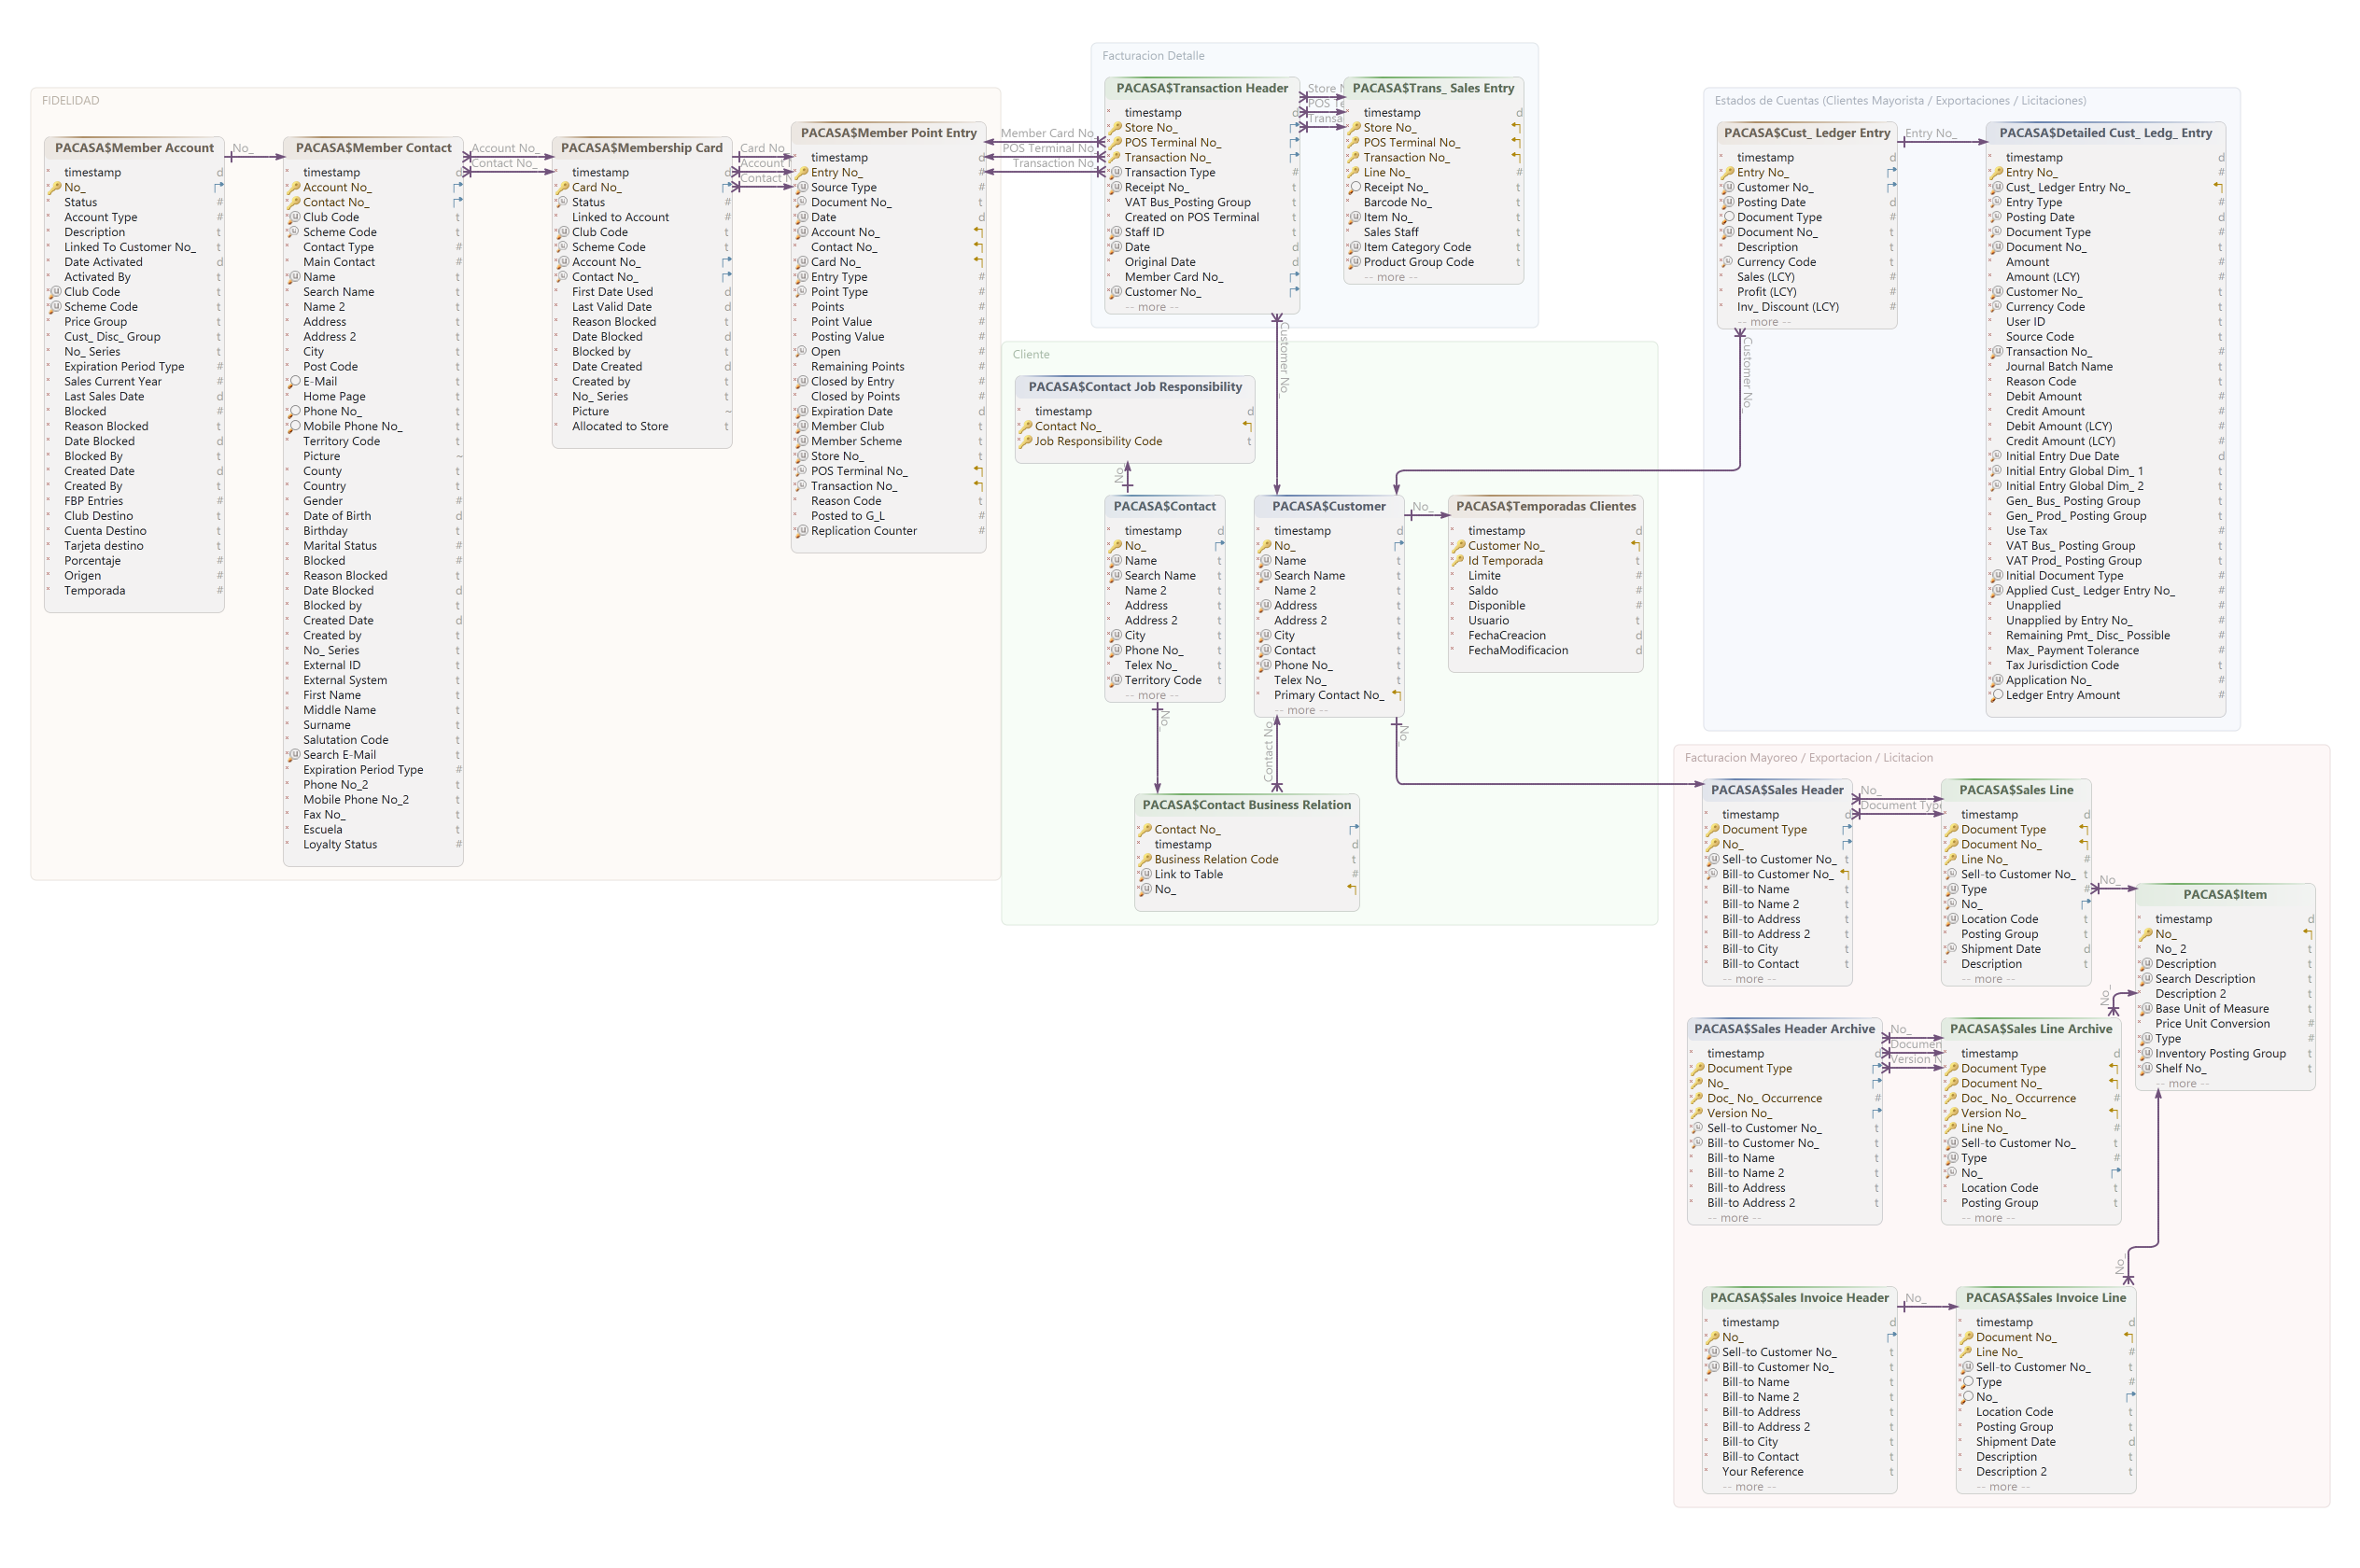 FIDELIDAD
PACASA$Member Account
timestamp d
No_
Status #
Account Type #
Description t
Linked To Customer No_ t
Date Activated d
Activated By t
Club Code t
Scheme Code t
Price Group t
Cust_ Disc_ Group t
No_ Series t
Expiration Period Type #
Sales Current Year #
Last Sales Date d
Blocked #
Reason Blocked t
Date Blocked d
Blocked By t
Created Date d
Created By t
FBP Entries #
Club Destino t
Cuenta Destino t
Tarjeta destino t
Porcentaje #
Origen #
Temporada #
No_
PACASA$Member Contact
timestamp d
Account No_
Contact No_
Club Code t
Scheme Code t
Contact Type #
Main Contact #
Name t
Search Name t
Name 2 t
Address t
Address 2 t
City t
Post Code t
E-Mail t
Home Page t
Phone No_ t
Mobile Phone No_ t
Territory Code t
Picture ~
County t
Country t
Gender #
Date of Birth d
Birthday t
Marital Status #
Blocked #
Reason Blocked t
Date Blocked d
Blocked by t
Created Date d
Created by t
No_ Series t
External ID t
External System t
First Name t
Middle Name t
Surname t
Salutation Code t
Search E-Mail t
Expiration Period Type #
Phone No_2 t
Mobile Phone No_2 t
Fax No_ t
Escuela t
Loyalty Status #
Account No_
Contact No_
PACASA$Membership Card
timestamp d
Card No_
Status #
Linked to Account #
Club Code t
Scheme Code t
Account No_
Contact No_
First Date Used d
Last Valid Date d
Reason Blocked t
Date Blocked d
Blocked by t
Date Created d
Created by t
No_ Series t
Picture ~
Allocated to Store t
Card No_
Account
Contact
PACASA$Member Point Entry
timestamp d
Entry No_ #
Source Type #
Document No_ t
Date d
Account No_
Contact No_
Card No_
Entry Type #
Point Type #
Points #
Point Value #
Posting Value #
Open #
Remaining Points #
Closed by Entry #
Closed by Points #
Expiration Date d
Member Club t
Member Scheme t
Store No_ t
POS Terminal No_
Transaction No_
Reason Code t
Posted to G_L #
Replication Counter #
Member Card No_
POS Terminal No_
Transaction No_
Facturacion Detalle
PACASA$Transaction Header
timestamp d
Store No_
POS Terminal No_
Transaction No_
Transaction Type #
Receipt No_ t
VAT Bus_Posting Group t
Created on POS Terminal t
Staff ID t
Date d
Original Date d
Member Card No_
Customer No_
-- more --
Store N
POS Te
Transa
PACASA$Trans_ Sales Entry
timestamp d
Store No_
POS Terminal No_
Transaction No_
Line No_ #
Receipt No_ t
Barcode No_ t
Item No_ t
Sales Staff t
Item Category Code t
Product Group Code t
-- more --
Customer No_
Cliente
PACASA$Contact Job Responsibility
timestamp d
Contact No_
Job Responsibility Code t
No_
PACASA$Contact
timestamp d
No_
Name t
Search Name t
Name 2 t
Address t
Address 2 t
City t
Phone No_ t
Telex No_ t
Territory Code t
-- more --
No_
PACASA$Customer
timestamp d
No_
Name t
Search Name t
Name 2 t
Address t
Address 2 t
City t
Contact t
Phone No_ t
Telex No_ t
Primary Contact No_
-- more --
No_
PACASA$Temporadas Clientes
timestamp d
Customer No_
Id Temporada t
Limite #
Saldo #
Disponible #
Usuario t
FechaCreacion d
FechaModificacion d
Contact No_
No_
PACASA$Contact Business Relation
Contact No_
timestamp d
Business Relation Code t
Link to Table #
No_
Estados de Cuentas (Clientes Mayorista / Exportaciones / Licitaciones)
PACASA$Cust_ Ledger Entry
timestamp d
Entry No_
Customer No_
Posting Date d
Document Type #
Document No_ t
Description t
Currency Code t
Sales (LCY) #
Profit (LCY) #
Inv_ Discount (LCY) #
-- more --
Entry No_
Customer No_
PACASA$Detailed Cust_ Ledg_ Entry
timestamp d
Entry No_ #
Cust_ Ledger Entry No_
Entry Type #
Posting Date d
Document Type #
Document No_ t
Amount #
Amount (LCY) #
Customer No_ t
Currency Code t
User ID t
Source Code t
Transaction No_ #
Journal Batch Name t
Reason Code t
Debit Amount #
Credit Amount #
Debit Amount (LCY) #
Credit Amount (LCY) #
Initial Entry Due Date d
Initial Entry Global Dim_ 1 t
Initial Entry Global Dim_ 2 t
Gen_ Bus_ Posting Group t
Gen_ Prod_ Posting Group t
Use Tax #
VAT Bus_ Posting Group t
VAT Prod_ Posting Group t
Initial Document Type #
Applied Cust_ Ledger Entry No_ #
Unapplied #
Unapplied by Entry No_ #
Remaining Pmt_ Disc_ Possible #
Max_ Payment Tolerance #
Tax Jurisdiction Code t
Application No_ #
Ledger Entry Amount #
Facturacion Mayoreo / Exportacion / Licitacion
PACASA$Sales Header
timestamp d
Document Type
No_
Sell-to Customer No_ t
Bill-to Customer No_
Bill-to Name t
Bill-to Name 2 t
Bill-to Address t
Bill-to Address 2 t
Bill-to City t
Bill-to Contact t
-- more --
No_
Document Type
PACASA$Sales Line
timestamp d
Document Type
Document No_
Line No_ #
Sell-to Customer No_ t
Type #
No_
Location Code t
Posting Group t
Shipment Date d
Description t
-- more --
No_
PACASA$Item
timestamp d
No_
No_ 2 t
Description t
Search Description t
Description 2 t
Base Unit of Measure t
Price Unit Conversion #
Type #
Inventory Posting Group t
Shelf No_ t
-- more --
PACASA$Sales Header Archive
timestamp d
Document Type
No_
Doc_ No_ Occurrence #
Version No_
Sell-to Customer No_ t
Bill-to Customer No_ t
Bill-to Name t
Bill-to Name 2 t
Bill-to Address t
Bill-to Address 2 t
-- more --
No_
Documen
Version N
PACASA$Sales Line Archive
timestamp d
Document Type
Document No_
Doc_ No_ Occurrence #
Version No_
Line No_ #
Sell-to Customer No_ t
Type #
No_
Location Code t
Posting Group t
-- more --
No_
PACASA$Sales Invoice Header
timestamp d
No_
Sell-to Customer No_ t
Bill-to Customer No_ t
Bill-to Name t
Bill-to Name 2 t
Bill-to Address t
Bill-to Address 2 t
Bill-to City t
Bill-to Contact t
Your Reference t
-- more --
No_
PACASA$Sales Invoice Line
timestamp d
Document No_
Line No_ #
Sell-to Customer No_ t
Type #
No_
Location Code t
Posting Group t
Shipment Date d
Description t
Description 2 t
-- more --
No_